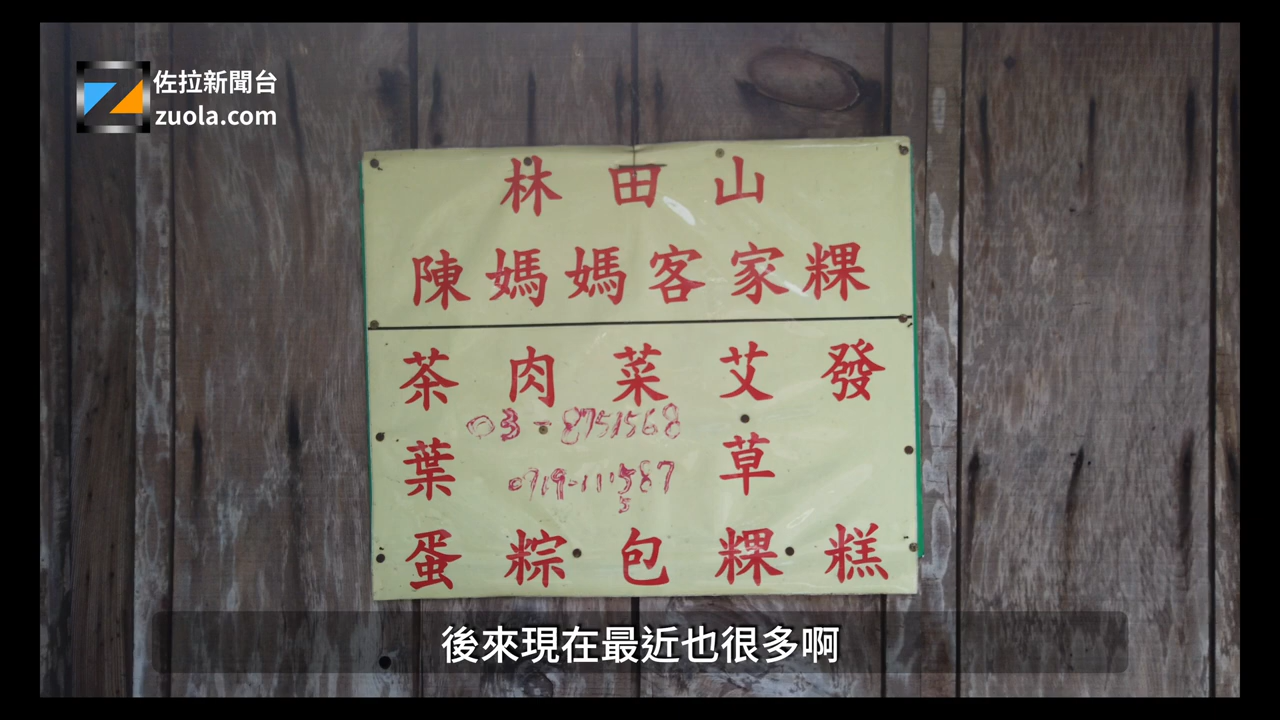 佐拉新聞台
zuola.com
林田山
陳媽媽客家粿
發糕
艾草粿
菜包
肉粽
茶葉蛋
03-8751568
後來現在最近也很多啊